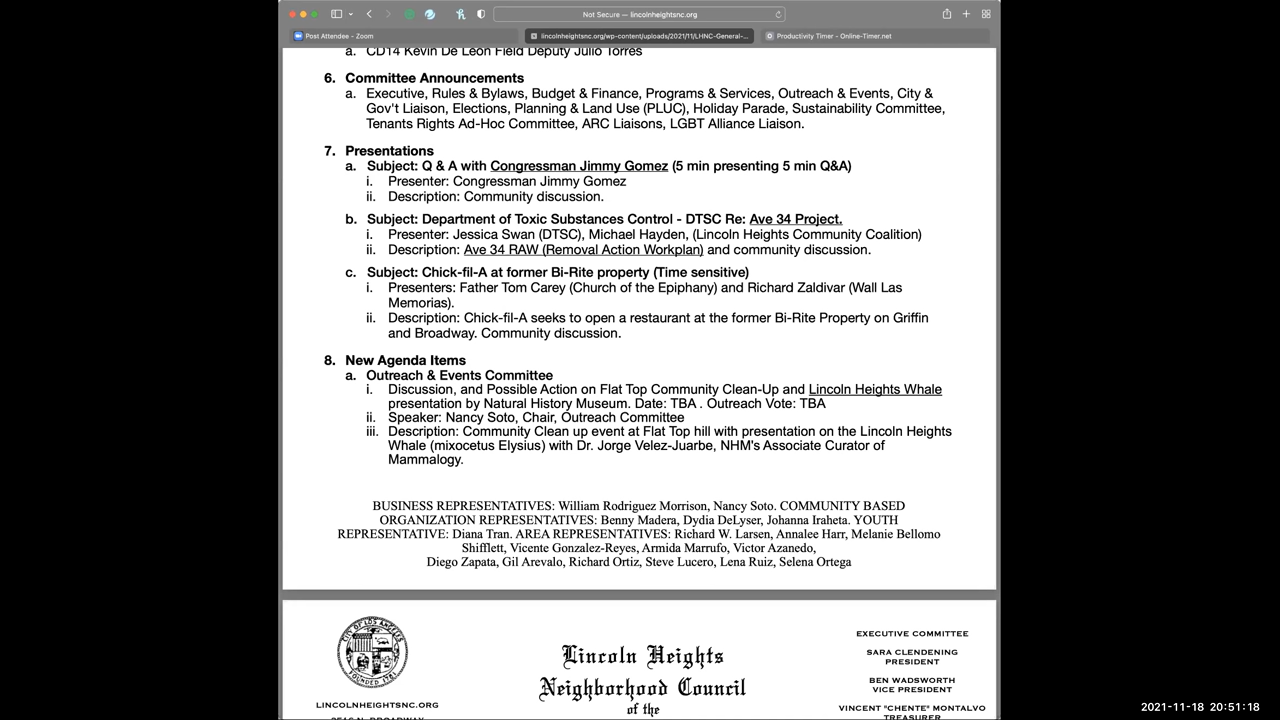 Not Secure — lincolnheightsnc.org
Post Attendee - Zoom
lincolnheightsnc.org/wp-content/uploads/2021/11/LHNC-General-...
Productivity Timer - Online-Timer.net
a. CD14 Kevin De Leon Field Deputy Julio Torres
6. Committee Announcements
a. Executive, Rules & Bylaws, Budget & Finance, Programs & Services, Outreach & Events, City &
Gov't Liaison, Elections, Planning & Land Use (PLUC), Holiday Parade, Sustainability Committee,
Tenants Rights Ad-Hoc Committee, ARC Liaisons, LGBT Alliance Liaison.
7. Presentations
a. Subject: Q & A with Congressman Jimmy Gomez (5 min presenting 5 min Q&A)
i. Presenter: Congressman Jimmy Gomez
ii. Description: Community discussion.
b. Subject: Department of Toxic Substances Control - DTSC Re: Ave 34 Project.
i. Presenter: Jessica Swan (DTSC), Michael Hayden, (Lincoln Heights Community Coalition)
ii. Description: Ave 34 RAW (Removal Action Workplan) and community discussion.
c. Subject: Chick-fil-A at former Bi-Rite property (Time sensitive)
i. Presenters: Father Tom Carey (Church of the Epiphany) and Richard Zaldivar (Wall Las
Memorias).
ii. Description: Chick-fil-A seeks to open a restaurant at the former Bi-Rite Property on Griffin
and Broadway. Community discussion.
8. New Agenda Items
a. Outreach & Events Committee
i. Discussion, and Possible Action on Flat Top Community Clean-Up and Lincoln Heights Whale
presentation by Natural History Museum. Date: TBA . Outreach Vote: TBA
ii. Speaker: Nancy Soto, Chair, Outreach Committee
iii. Description: Community Clean up event at Flat Top hill with presentation on the Lincoln Heights
Whale (mixocetus Elysius) with Dr. Jorge Velez-Juarbe, NHM's Associate Curator of
Mammalogy.
BUSINESS REPRESENTATIVES: William Rodriguez Morrison, Nancy Soto. COMMUNITY BASED
ORGANIZATION REPRESENTATIVES: Benny Madera, Dydia DeLyser, Johanna Iraheta. YOUTH
REPRESENTATIVE: Diana Tran. AREA REPRESENTATIVES: Richard W. Larsen, Annalee Harr, Melanie Bellomo
Shifflett, Vicente Gonzalez-Reyes, Armida Marrufo, Victor Azanedo,
Diego Zapata, Gil Arevalo, Richard Ortiz, Steve Lucero, Lena Ruiz, Selena Ortega
CITY OF LOS ANGELES
FOUNDED 1781
LINCOLNHEIGHTSNC.ORG
Lincoln Heights
Neighborhood Council
of the
EXECUTIVE COMMITTEE
SARA CLENDENING
PRESIDENT
BEN WADSWORTH
VICE PRESIDENT
VINCENT "CHENTE" MONTALVO
TREASURER
2021-11-18 20:51:18